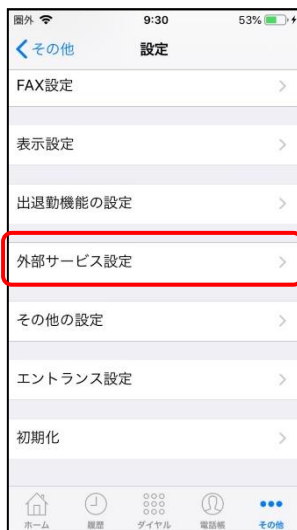 圏外 9:30 53%
その他 設定
FAX設定
表示設定
出退勤機能の設定
外部サービス設定
その他の設定
エントランス設定
初期化
ホーム 履歴 ダイヤル 電話帳 その他